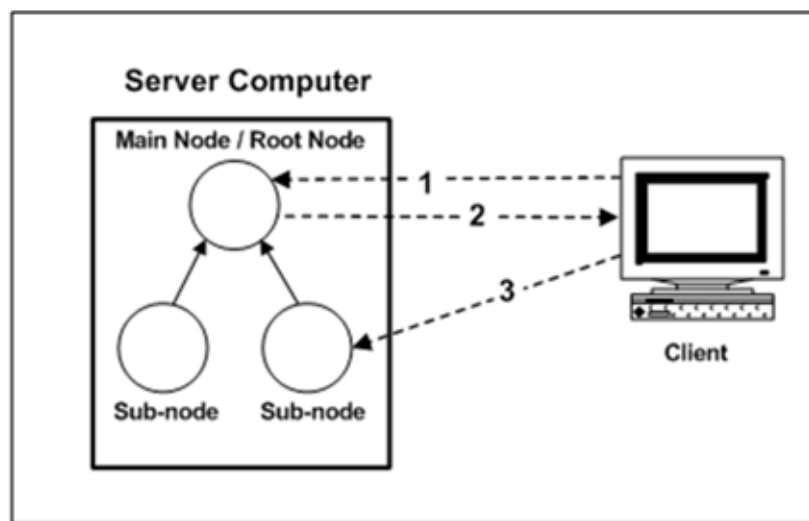 Server Computer
Main Node / Root Node
1
2
3
Sub-node
Sub-node
Client